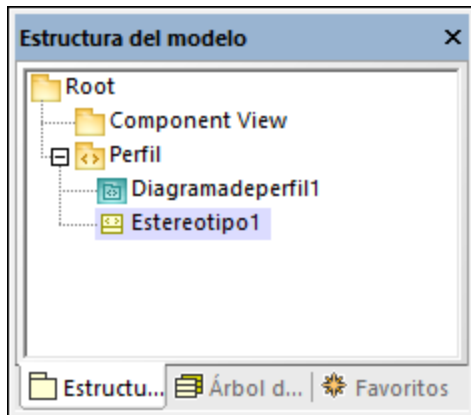 Estructura del modelo
Root
Component View
Perfil
Diagramadeperfil1
Estereotipo1
Estructu... Árbol d... Favoritos